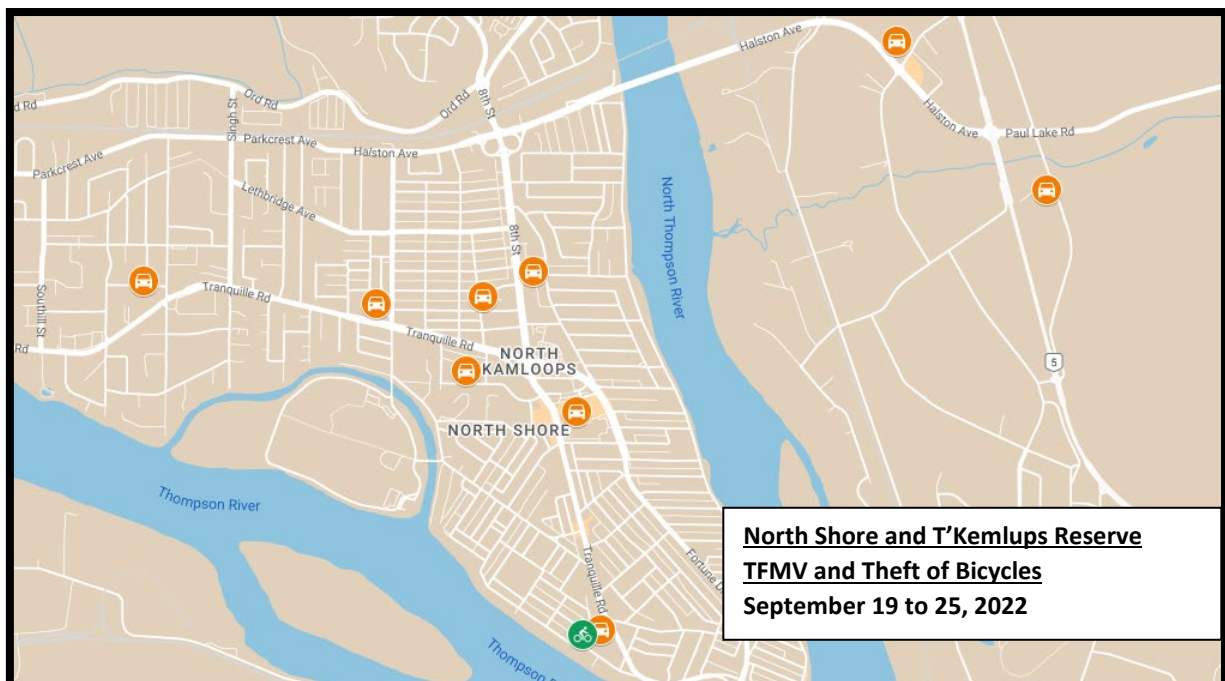 Halston Ave
Ord Rd
8th St
Ord Rd
d Rd
Singh St
Parkcrest Ave
Halston Ave
Parkcrest Ave
Halston Ave
Paul Lake Rd
Lethbridge Ave
North Thompson River
8th St
Southill St
Tranquille Rd
Tranquille Rd
Rd
NORTH
KAMLOOPS
5
NORTH SHORE
Thompson River
Tranquille Rd
Fortune D
Thompson
North Shore and T'Kemlups Reserve
TFMV and Theft of Bicycles
September 19 to 25, 2022